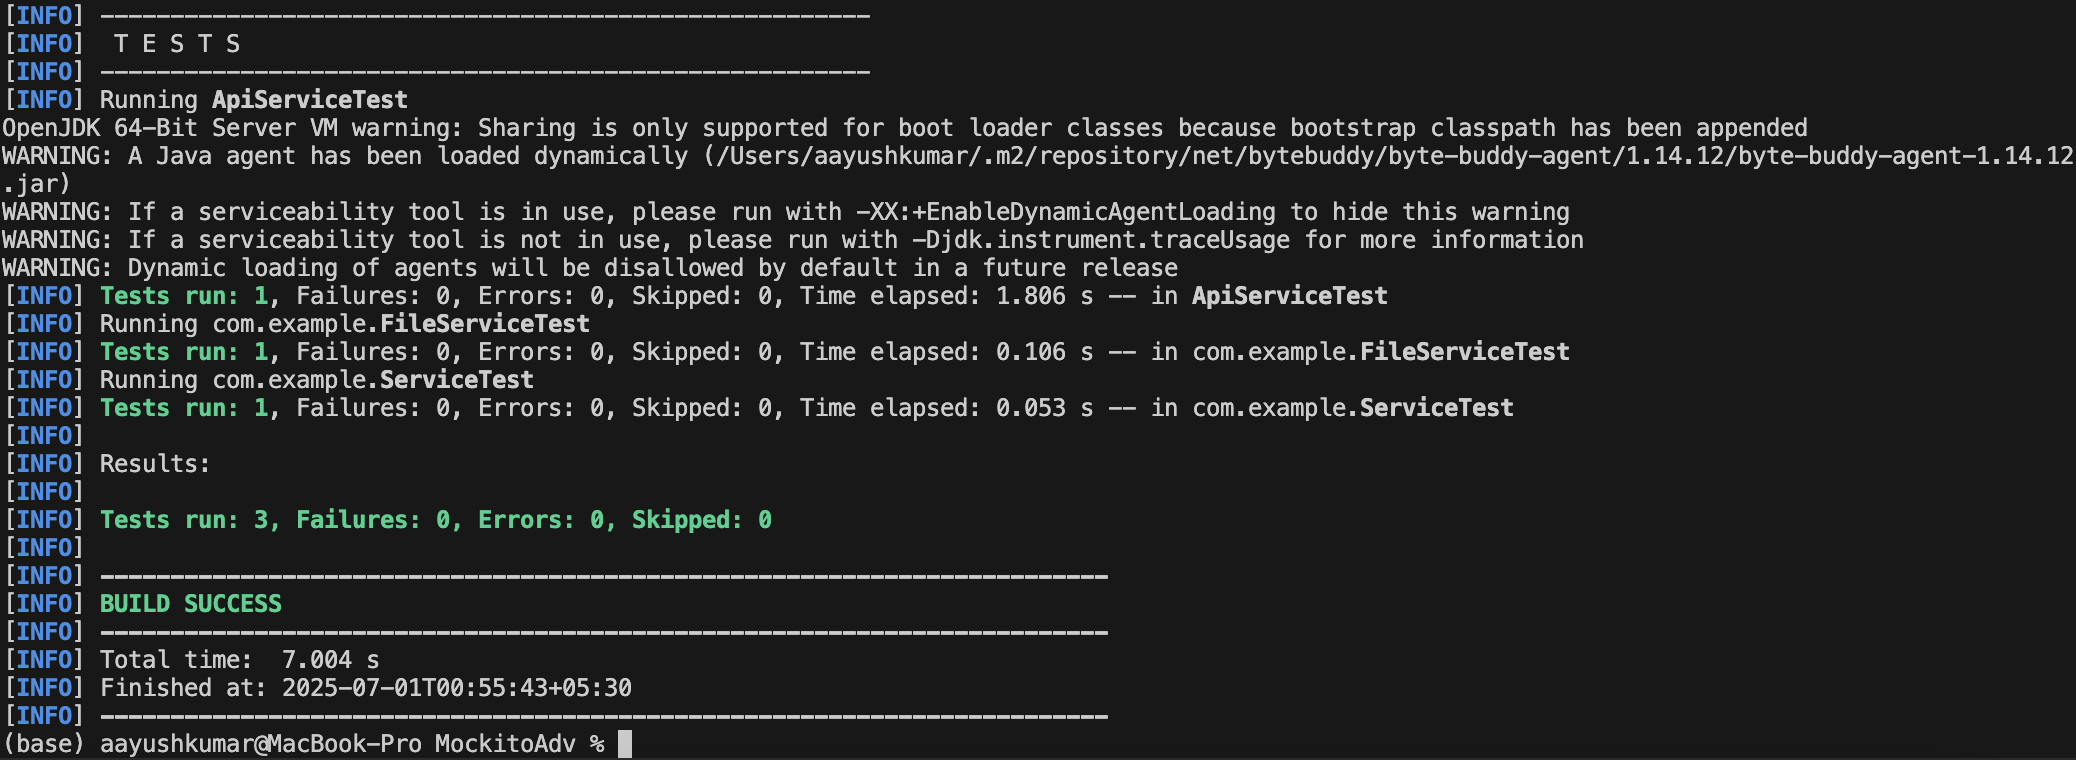 [INFO] -------------------------------------------------------
[INFO]  T E S T S
[INFO] -------------------------------------------------------
[INFO] Running ApiServiceTest
OpenJDK 64-Bit Server VM warning: Sharing is only supported for boot loader classes because bootstrap classpath has been appended
WARNING: A Java agent has been loaded dynamically (/Users/aayushkumar/.m2/repository/net/bytebuddy/byte-buddy-agent/1.14.12/byte-buddy-agent-1.14.12
.jar)
WARNING: If a serviceability tool is in use, please run with -XX:+EnableDynamicAgentLoading to hide this warning
WARNING: If a serviceability tool is not in use, please run with -Djdk.instrument.traceUsage for more information
WARNING: Dynamic loading of agents will be disallowed by default in a future release
[INFO] Tests run: 1, Failures: 0, Errors: 0, Skipped: 0, Time elapsed: 1.806 s -- in ApiServiceTest
[INFO] Running com.example.FileServiceTest
[INFO] Tests run: 1, Failures: 0, Errors: 0, Skipped: 0, Time elapsed: 0.106 s -- in com.example.FileServiceTest
[INFO] Running com.example.ServiceTest
[INFO] Tests run: 1, Failures: 0, Errors: 0, Skipped: 0, Time elapsed: 0.053 s -- in com.example.ServiceTest
[INFO]
[INFO] Results:
[INFO]
[INFO] Tests run: 3, Failures: 0, Errors: 0, Skipped: 0
[INFO]
[INFO] ------------------------------------------------------------------------
[INFO] BUILD SUCCESS
[INFO] ------------------------------------------------------------------------
[INFO] Total time:  7.004 s
[INFO] Finished at: 2025-07-01T00:55:43+05:30
[INFO] ------------------------------------------------------------------------
(base) aayushkumar@MacBook-Pro MockitoAdv %